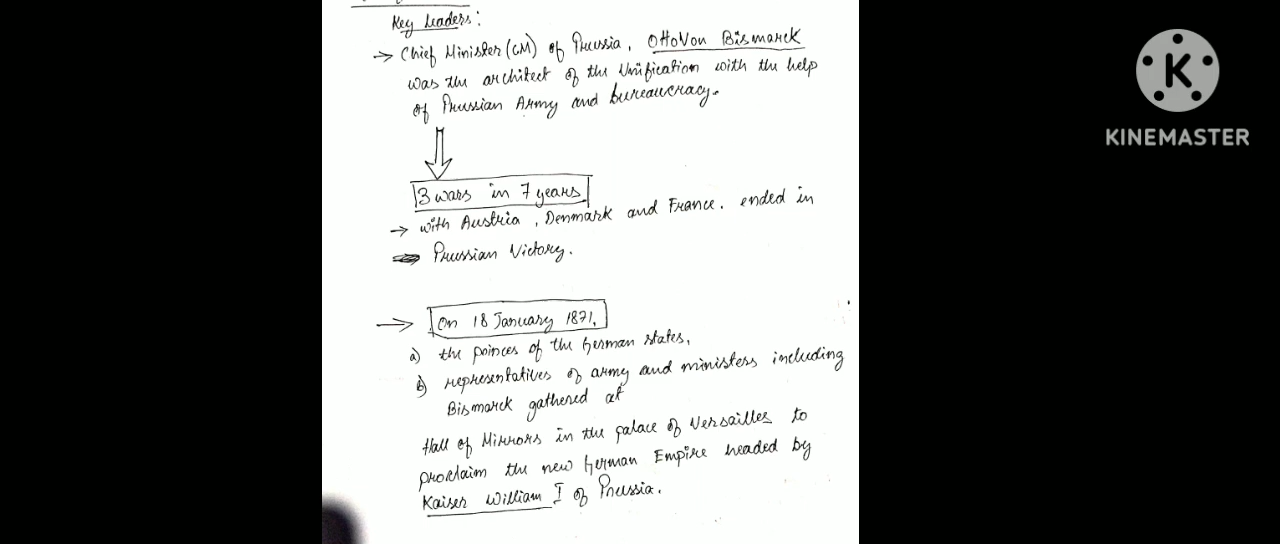 Key Leaders:
→ Chief Minister (CM) of Prussia, Otto Von Bismarck
was the architect of the Unification with the help
of Prussian Army and bureaucracy.
3 wars in 7 years
→ with Austria, Denmark and France. ended in
Prussian Victory.
→ On 18 January 1871,
a) the princes of the German states,
b) representatives of army and ministers including
Bismarck gathered at
Hall of Mirrors in the palace of Versailles to
proclaim the new German Empire headed by
Kaiser William I of Prussia.
K
KINEMASTER